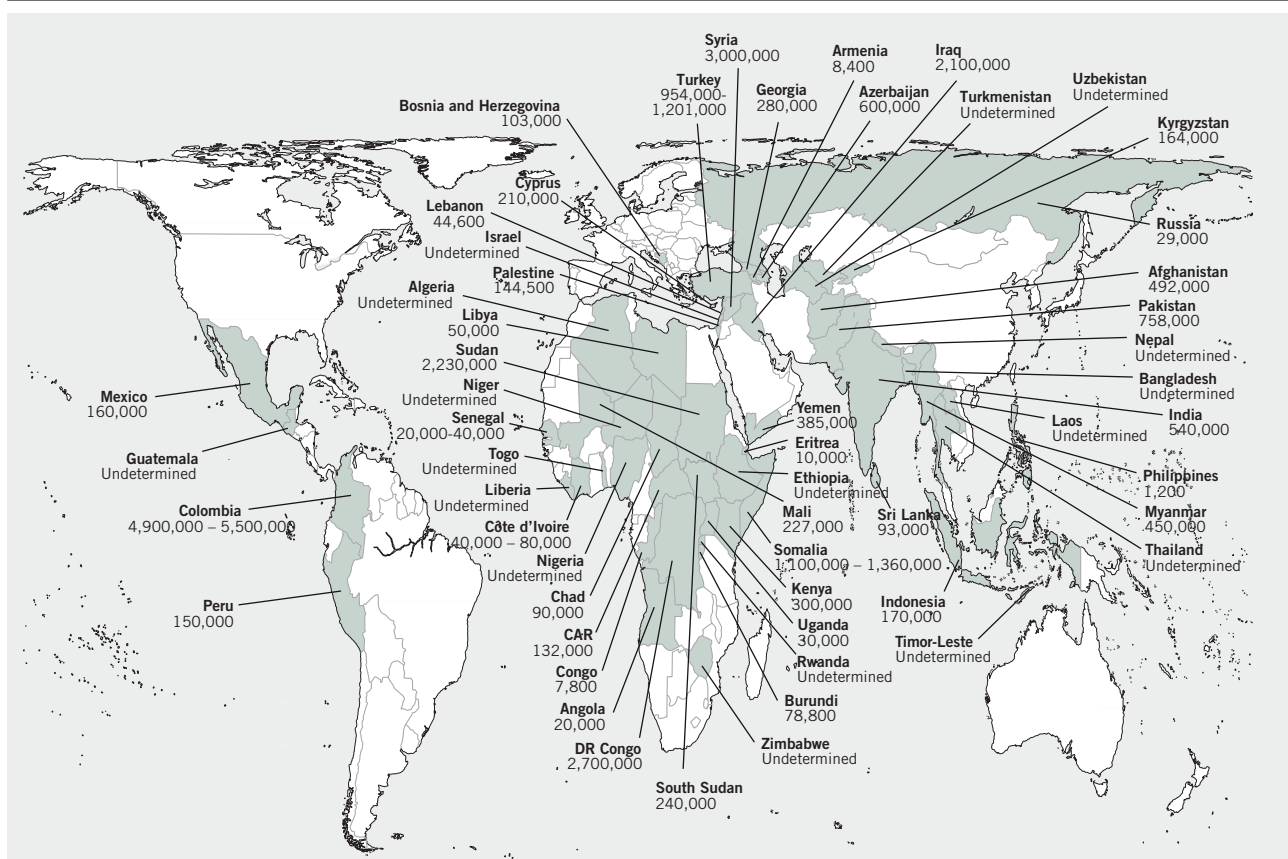 Syria
3,000,000
Armenia
8,400
Iraq
2,100,000
Turkey
954,000-
1,201,000
Georgia
280,000
Azerbaijan
600,000
Turkmenistan
Undetermined
Uzbekistan
Undetermined
Kyrgyzstan
164,000
Bosnia and Herzegovina
103,000
Cyprus
210,000
Lebanon
44,600
Israel
Undetermined
Palestine
144,500
Algeria
Undetermined
Libya
50,000
Sudan
2,230,000
Niger
Undetermined
Senegal
20,000-40,000
Togo
Undetermined
Liberia
Undetermined
Côte d'Ivoire
40,000 – 80,000
Nigeria
Undetermined
Chad
90,000
CAR
132,000
Congo
7,800
Angola
20,000
DR Congo
2,700,000
South Sudan
240,000
Mexico
160,000
Guatemala
Undetermined
Colombia
4,900,000 – 5,500,000
Peru
150,000
Russia
29,000
Afghanistan
492,000
Pakistan
758,000
Nepal
Undetermined
Bangladesh
Undetermined
India
540,000
Laos
Undetermined
Philippines
1,200
Myanmar
450,000
Thailand
Undetermined
Yemen
385,000
Eritrea
10,000
Ethiopia
Undetermined
Mali
227,000
Sri Lanka
93,000
Somalia
1,100,000 – 1,360,000
Kenya
300,000
Uganda
30,000
Rwanda
Undetermined
Burundi
78,800
Zimbabwe
Undetermined
Indonesia
170,000
Timor-Leste
Undetermined